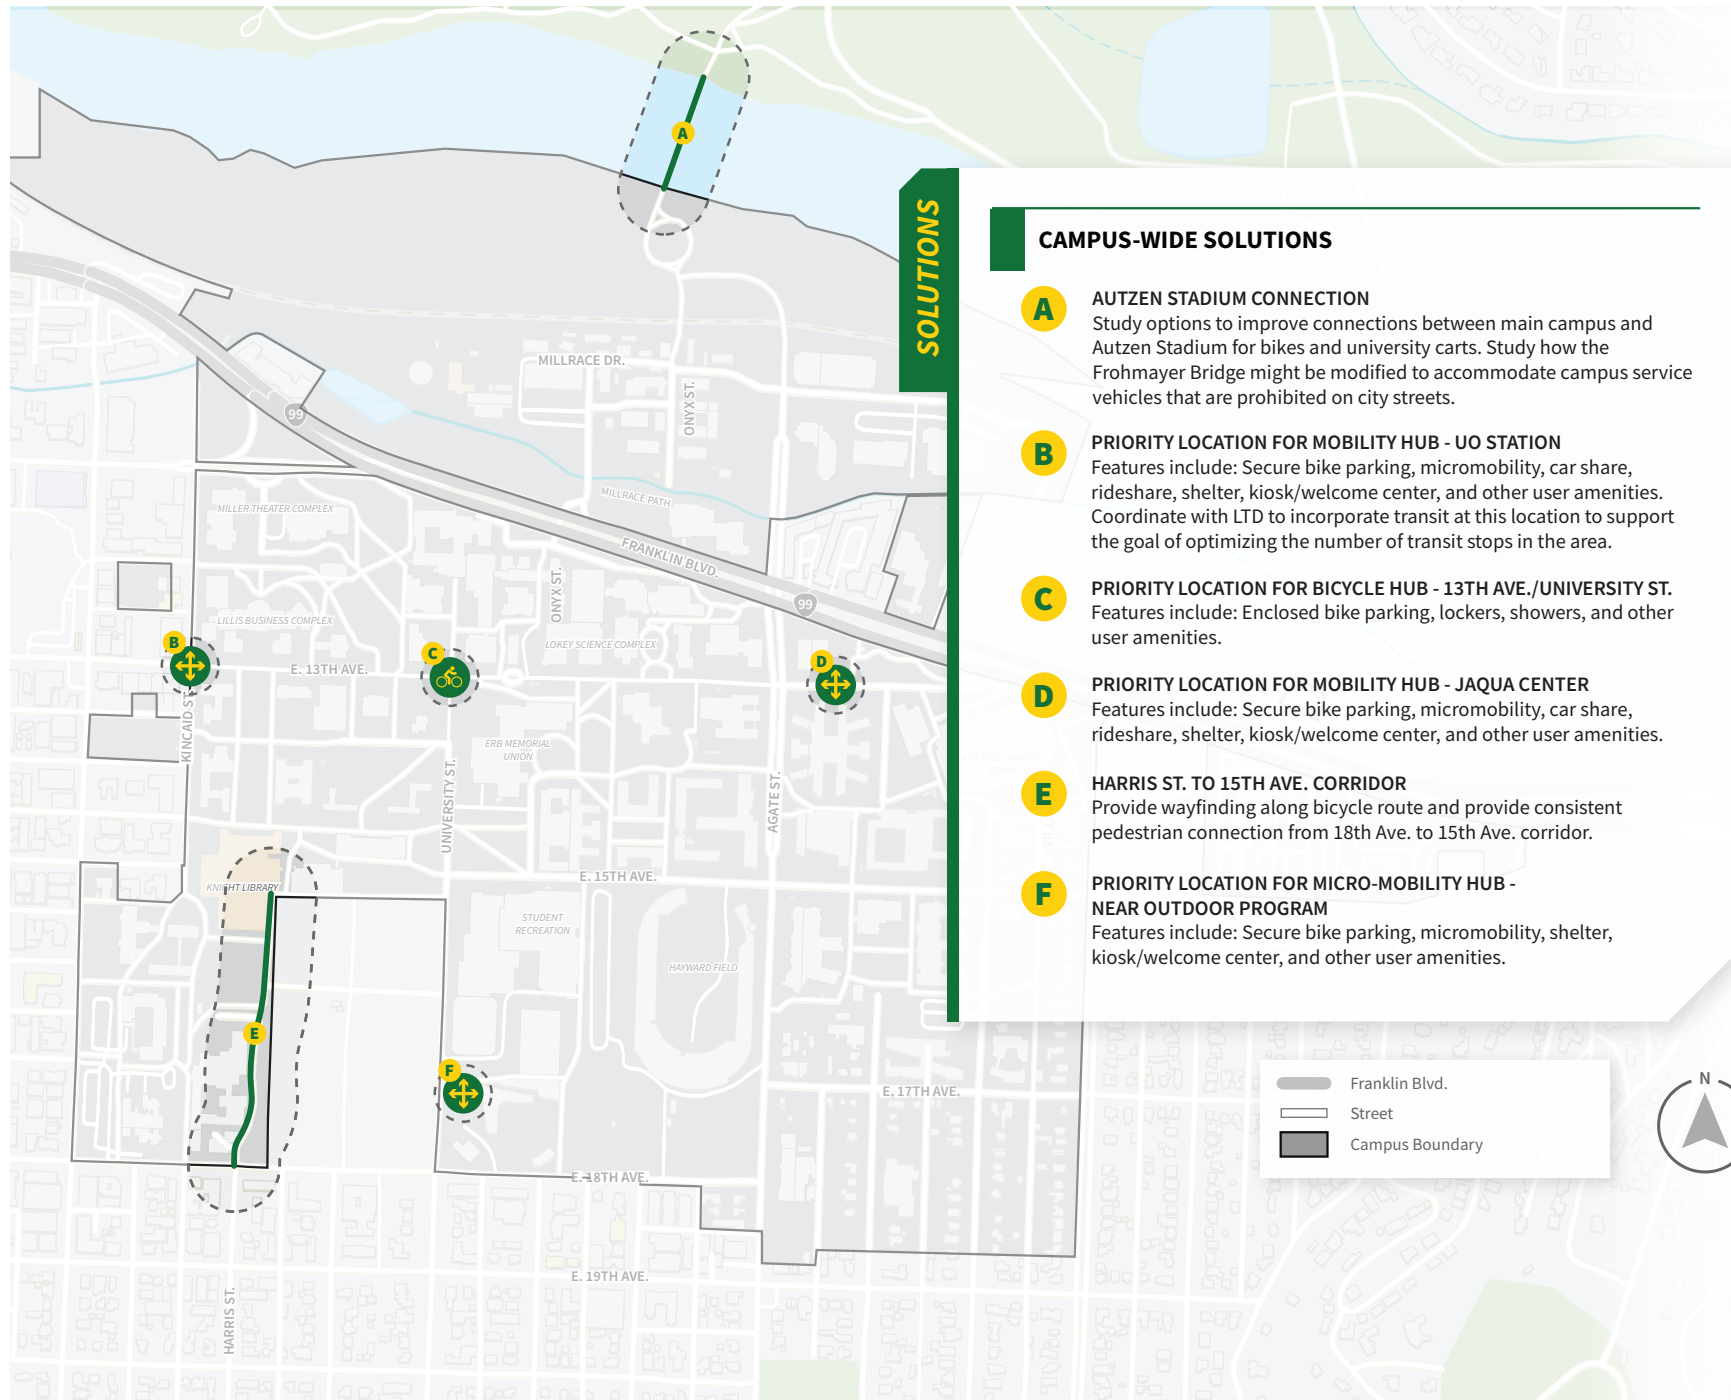 A
SOLUTIONS
CAMPUS-WIDE SOLUTIONS
A
AUTZEN STADIUM CONNECTION
Study options to improve connections between main campus and
Autzen Stadium for bikes and university carts. Study how the
Frohmayer Bridge might be modified to accommodate campus service
vehicles that are prohibited on city streets.
B
PRIORITY LOCATION FOR MOBILITY HUB - UO STATION
Features include: Secure bike parking, micromobility, car share,
rideshare, shelter, kiosk/welcome center, and other user amenities.
Coordinate with LTD to incorporate transit at this location to support
the goal of optimizing the number of transit stops in the area.
C
PRIORITY LOCATION FOR BICYCLE HUB - 13TH AVE./UNIVERSITY ST.
Features include: Enclosed bike parking, lockers, showers, and other
user amenities.
D
PRIORITY LOCATION FOR MOBILITY HUB - JAQUA CENTER
Features include: Secure bike parking, micromobility, car share,
rideshare, shelter, kiosk/welcome center, and other user amenities.
E
HARRIS ST. TO 15TH AVE. CORRIDOR
Provide wayfinding along bicycle route and provide consistent
pedestrian connection from 18th Ave. to 15th Ave. corridor.
F
PRIORITY LOCATION FOR MICRO-MOBILITY HUB -
NEAR OUTDOOR PROGRAM
Features include: Secure bike parking, micromobility, shelter,
kiosk/welcome center, and other user amenities.
MILLRACE DR.
ONYX ST.
99
MILLRACE PATH
MILLER THEATER COMPLEX
FRANKLIN BLVD.
ONYX ST.
99
LILLIS BUSINESS COMPLEX
LOKEY SCIENCE COMPLEX
B
C
D
E. 13TH AVE.
KINCAID ST.
ERB MEMORIAL
UNION
UNIVERSITY ST.
AGATE ST.
E. 15TH AVE.
KNIGHT LIBRARY
STUDENT
RECREATION
HAYWARD FIELD
E
F
E. 17TH AVE.
E. 18TH AVE.
E. 19TH AVE.
HARRIS ST.
Franklin Blvd.
Street
Campus Boundary
N